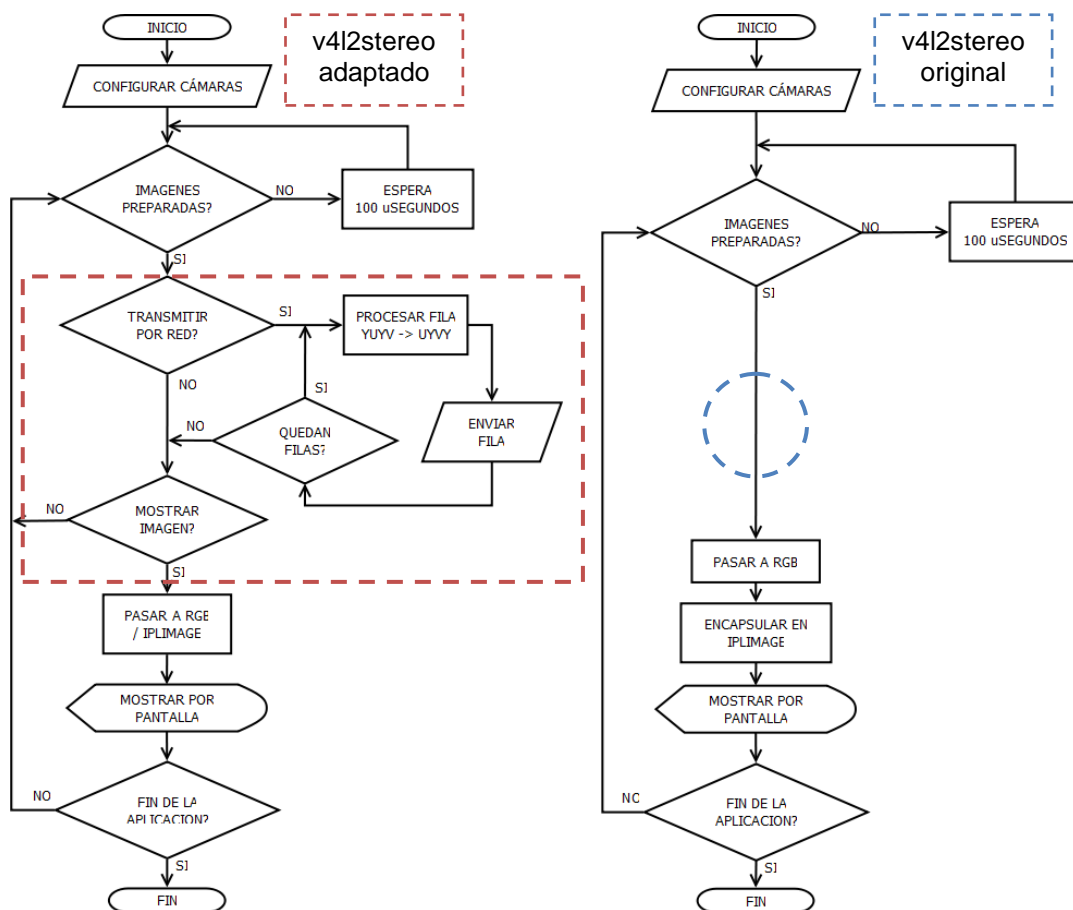 INICIO
v4l2stereo
adaptado
CONFIGURAR CÁMARAS
IMAGENES
PREPARADAS?
NO
ESPERA
100 uSEGUNDOS
SI
TRANSMITIR
POR RED?
SI
PROCESAR FILA
YUYV -> UYVY
NO
SI
NO
QUEDAN
FILAS?
ENVIAR
FILA
MOSTRAR
IMAGEN?
NO
SI
PASAR A RGB
/ IPLIMAGE
MOSTRAR POR
PANTALLA
NO
FIN DE LA
APLICACION?
SI
FIN
INICIO
v4l2stereo
original
CONFIGURAR CÁMARAS
IMAGENES
PREPARADAS?
NO
ESPERA
100 uSEGUNDOS
SI
PASAR A RGB
ENCAPSULAR EN
IPLIMAGE
MOSTRAR POR
PANTALLA
NO
FIN DE LA
APLICACION?
SI
FIN